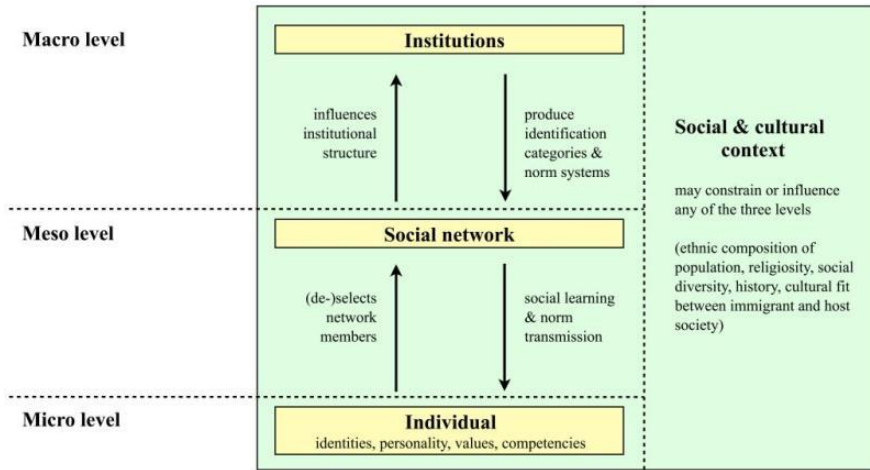 Macro level
Institutions
influences
institutional
structure
produce
identification
categories &
norm systems
Social & cultural
context
may constrain or influence
any of the three levels
(ethnic composition of
population, religiosity, social
diversity, history, cultural fit
between immigrant and host
society)
Meso level
Social network
(de-)selects
network
members
social learning
& norm
transmission
Micro level
Individual
identities, personality, values, competencies